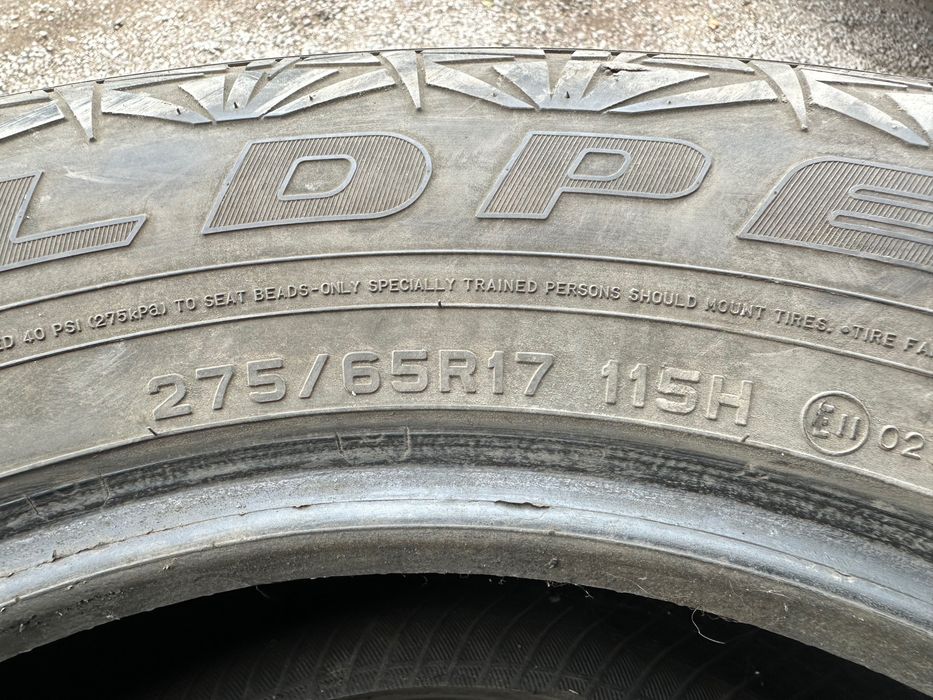 LDPE
40 PSI (275kPa) TO SEAT BEADS-ONLY SPECIALLY TRAINED PERSONS SHOULD MOUNT TIRES. •TIRE FA
275/65R17 115H E11 02